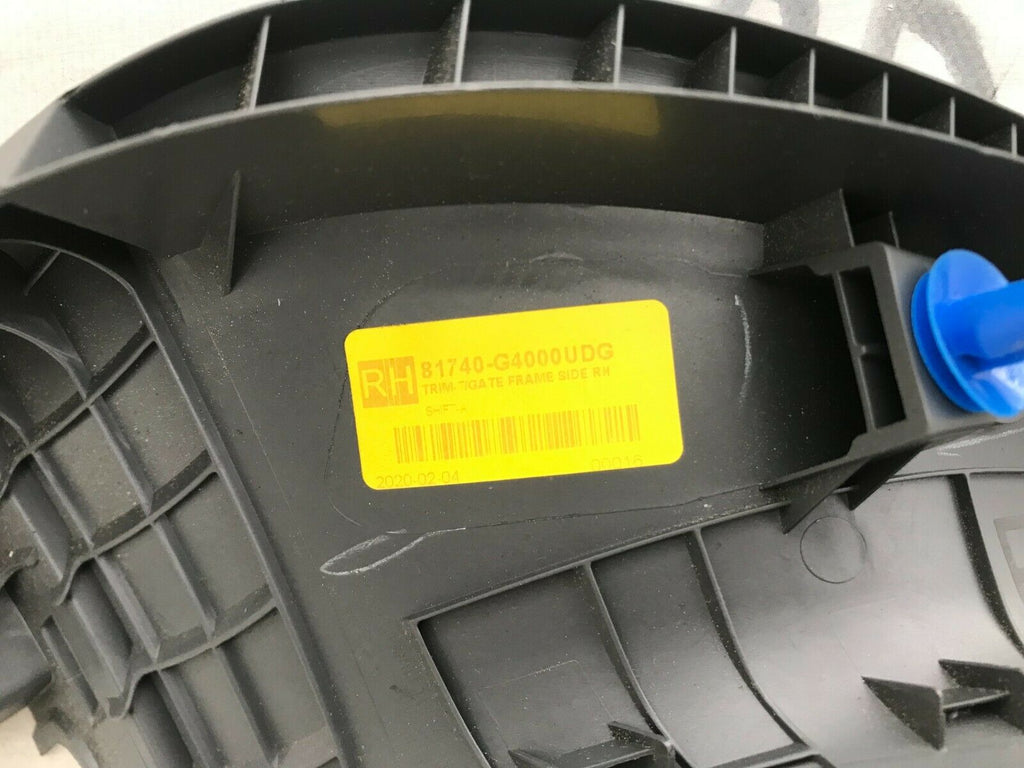 RH 81740-G4000UDG
TRIM-T/GATE FRAME SIDE RH
SHIFT-A
2020-02-04 00016